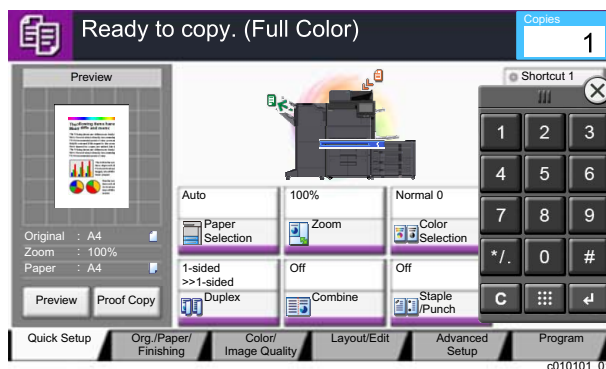 Ready to copy. (Full Color)
Copies
1
Preview
Shortcut 1
1 2 3
4 5 6
7 8 9
*/. 0 #
C
Auto
Paper
Selection
100%
Zoom
Normal 0
Color
Selection
Original : A4
Zoom : 100%
Paper : A4
Preview
Proof Copy
1-sided
>>1-sided
Duplex
Off
Combine
Off
Staple
/Punch
Quick Setup
Org./Paper/
Finishing
Color/
Image Quality
Layout/Edit
Advanced
Setup
Program
c010101_0